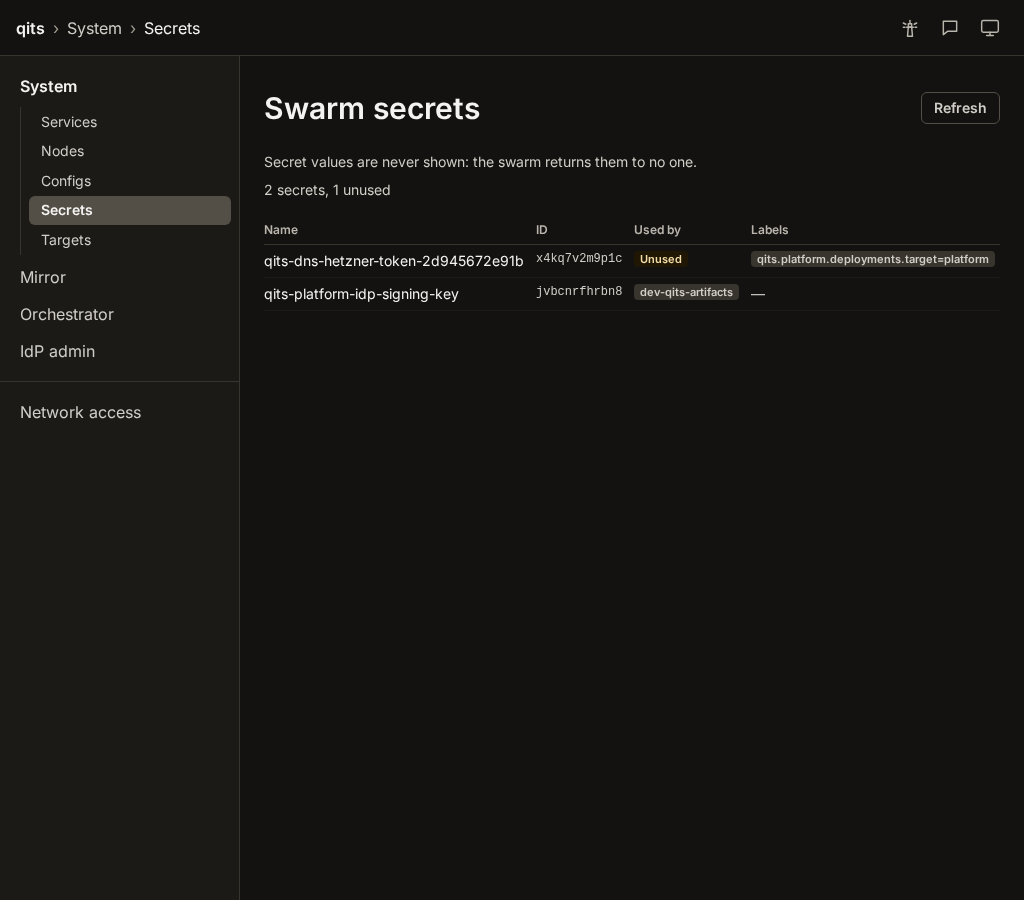 qits › System › Secrets
System
Services
Nodes
Configs
Secrets
Targets
Mirror
Orchestrator
IdP admin
Network access
Swarm secrets
Refresh
Secret values are never shown: the swarm returns them to no one.
2 secrets, 1 unused
Name ID Used by Labels
qits-dns-hetzner-token-2d945672e91b x4kq7v2m9p1c Unused qits.platform.deployments.target=platform
qits-platform-idp-signing-key jvbcnrfhrbn8 dev-qits-artifacts —